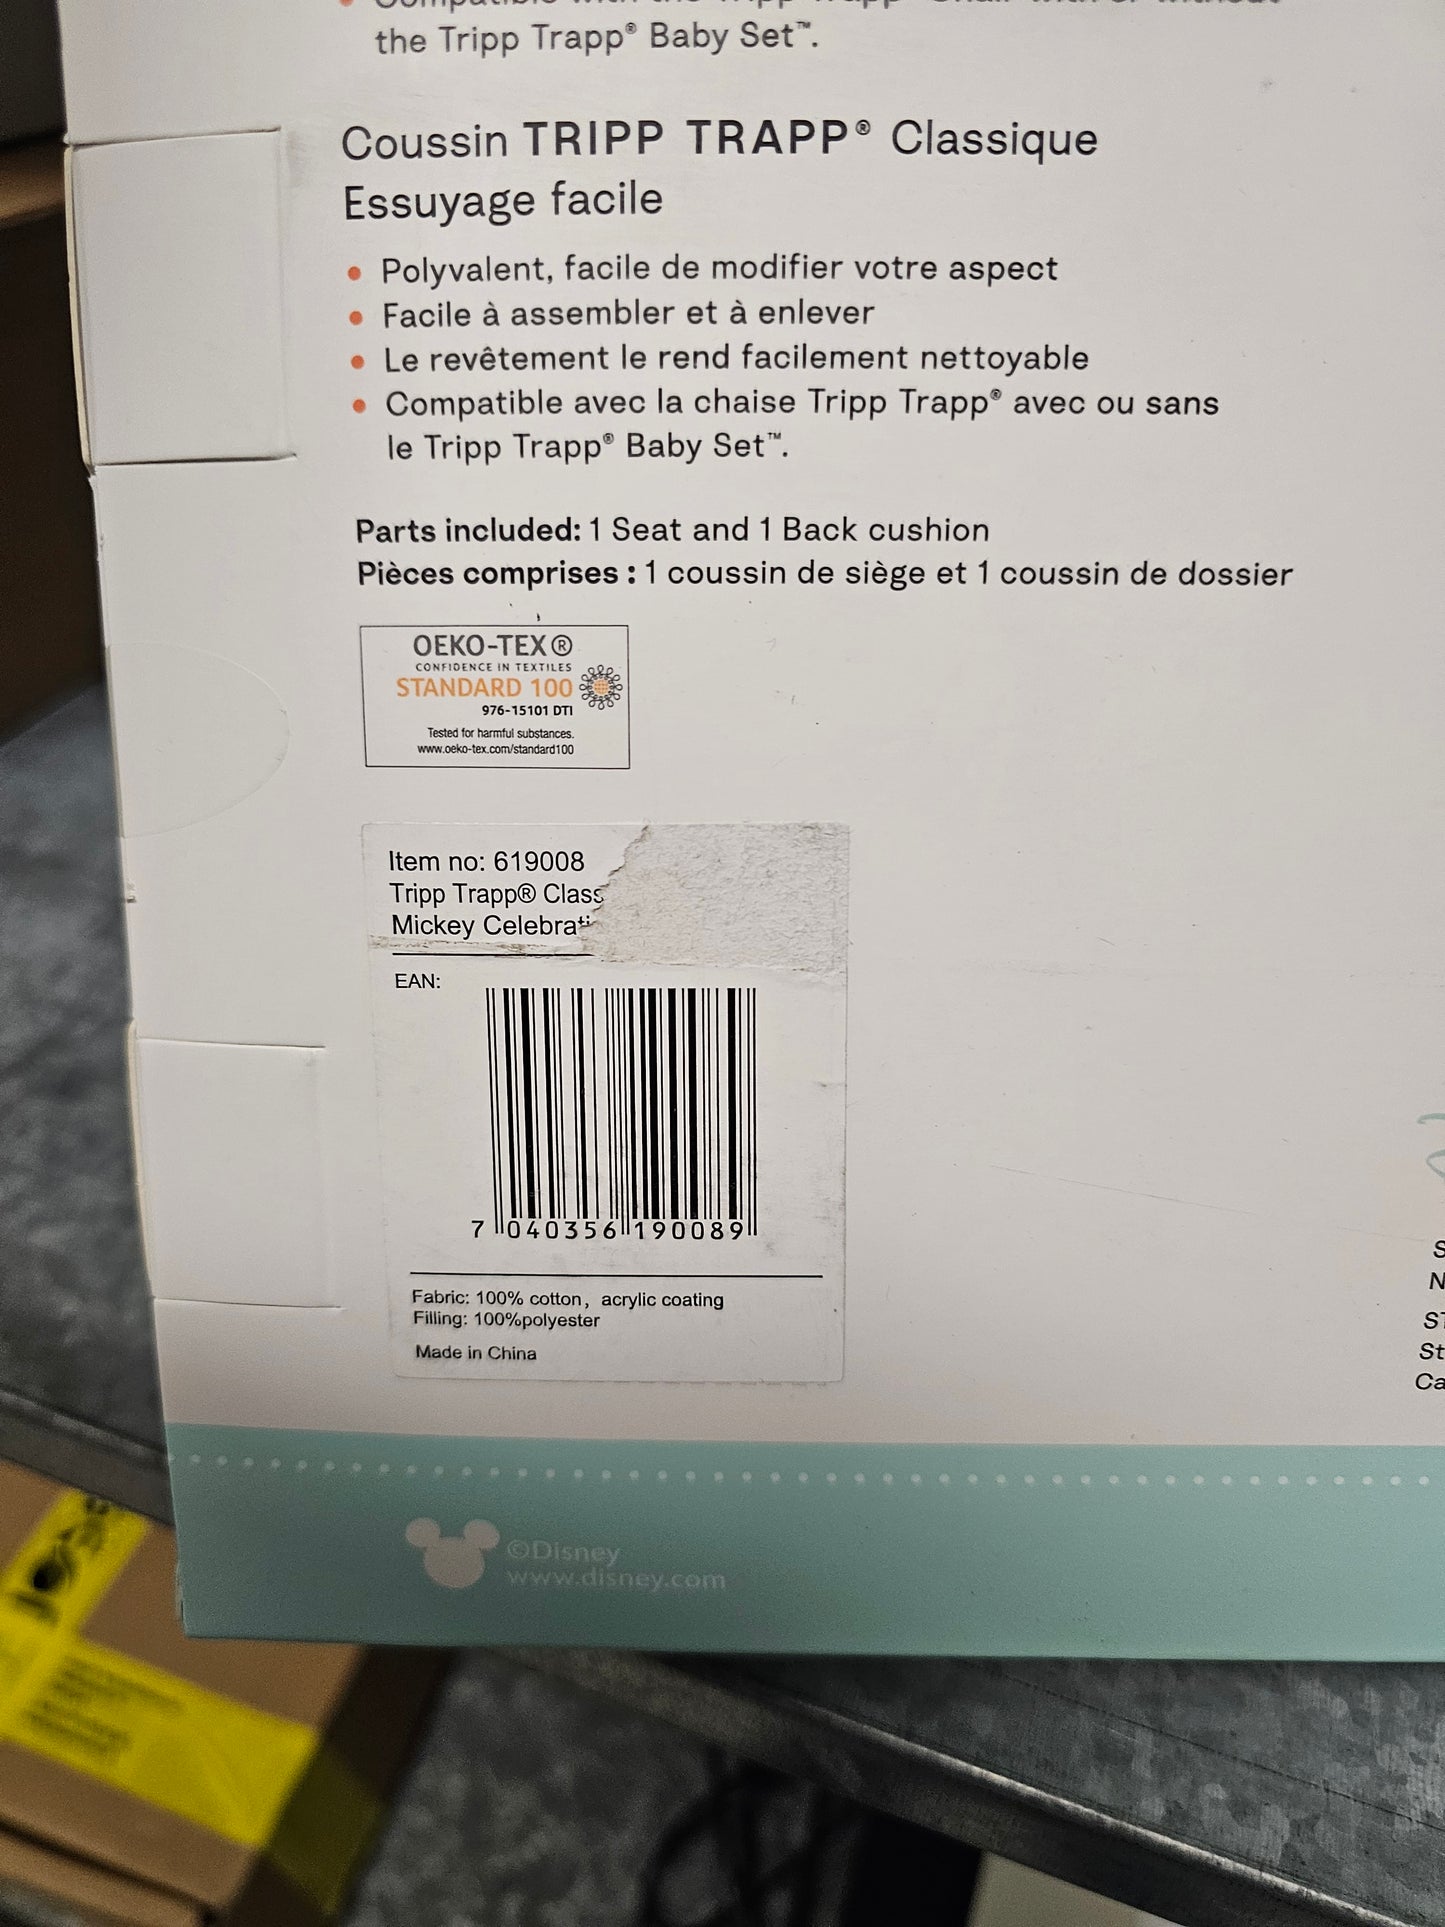 the Tripp Trapp® Baby Set™.
Coussin TRIPP TRAPP® Classique
Essuyage facile
• Polyvalent, facile de modifier votre aspect
• Facile à assembler et à enlever
• Le revêtement le rend facilement nettoyable
• Compatible avec la chaise Tripp Trapp® avec ou sans
le Tripp Trapp® Baby Set™.
Parts included: 1 Seat and 1 Back cushion
Pièces comprises : 1 coussin de siège et 1 coussin de dossier
OEKO-TEX®
CONFIDENCE IN TEXTILES
STANDARD 100
976-15101 DTI
Tested for harmful substances.
www.oeko-tex.com/standard100
Item no: 619008
Tripp Trapp® Class
Mickey Celebrati
EAN:
7 040356 190089
Fabric: 100% cotton, acrylic coating
Filling: 100%polyester
Made in China
S
N
ST
St
Ca
©Disney
www.disney.com